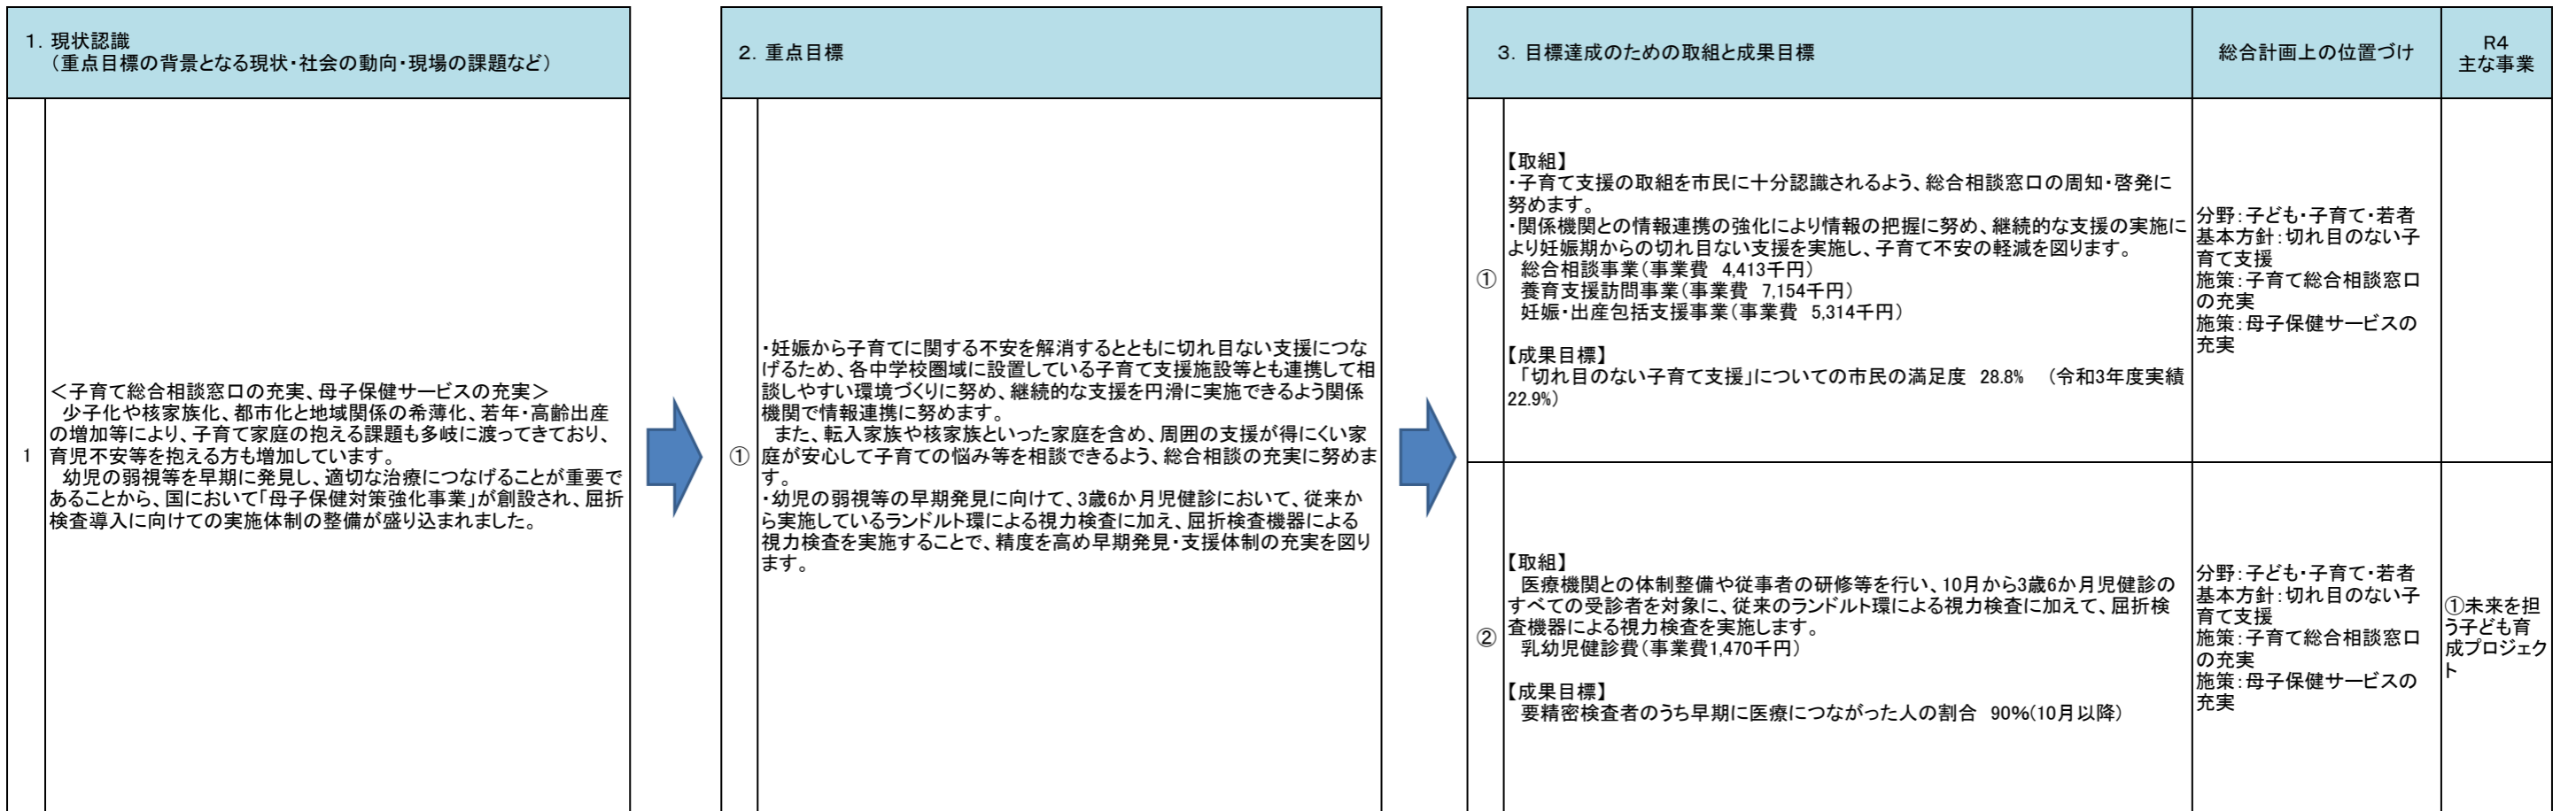 1．現状認識
（重点目標の背景となる現状・社会の動向・現場の課題など）
1
＜子育て総合相談窓口の充実、母子保健サービスの充実＞
　少子化や核家族化、都市化と地域関係の希薄化、若年・高齢出産
の増加等により、子育て家庭の抱える課題も多岐に渡ってきており、
育児不安等を抱える方も増加しています。
　幼児の弱視等を早期に発見し、適切な治療につなげることが重要で
あることから、国において「母子保健対策強化事業」が創設され、屈折
検査導入に向けての実施体制の整備が盛り込まれました。
2．重点目標
①
・妊娠から子育てに関する不安を解消するとともに切れ目ない支援につな
げるため、各中学校圏域に設置している子育て支援施設等とも連携して相
談しやすい環境づくりに努め、継続的な支援を円滑に実施できるよう関係
機関で情報連携に努めます。
　また、転入家族や核家族といった家庭を含め、周囲の支援が得にくい家
庭が安心して子育ての悩み等を相談できるよう、総合相談の充実に努めま
す。
・幼児の弱視等の早期発見に向けて、3歳6か月児健診において、従来か
ら実施しているランドルト環による視力検査に加え、屈折検査機器による
視力検査を実施することで、精度を高め早期発見・支援体制の充実を図り
ます。
3．目標達成のための取組と成果目標
総合計画上の位置づけ
R4
主な事業
①
【取組】
・子育て支援の取組を市民に十分認識されるよう、総合相談窓口の周知・啓発に
努めます。
・関係機関との情報連携の強化により情報の把握に努め、継続的な支援の実施に
より妊娠期からの切れ目ない支援を実施し、子育て不安の軽減を図ります。
　総合相談事業（事業費　4,413千円）
　養育支援訪問事業（事業費　7,154千円）
　妊娠・出産包括支援事業（事業費　5,314千円）
【成果目標】
　「切れ目のない子育て支援」についての市民の満足度　28.8%　（令和3年度実績
22.9%）
分野：子ども・子育て・若者
基本方針：切れ目のない子
育て支援
施策：子育て総合相談窓口
の充実
施策：母子保健サービスの
充実
②
【取組】
　医療機関との体制整備や従事者の研修等を行い、10月から3歳6か月児健診の
すべての受診者を対象に、従来のランドルト環による視力検査に加えて、屈折検
査機器による視力検査を実施します。
　乳幼児健診費（事業費1,470千円）
【成果目標】
　要精密検査者のうち早期に医療につながった人の割合　90%(10月以降）
分野：子ども・子育て・若者
基本方針：切れ目のない子
育て支援
施策：子育て総合相談窓口
の充実
施策：母子保健サービスの
充実
①未来を担
う子ども育
成プロジェク
ト